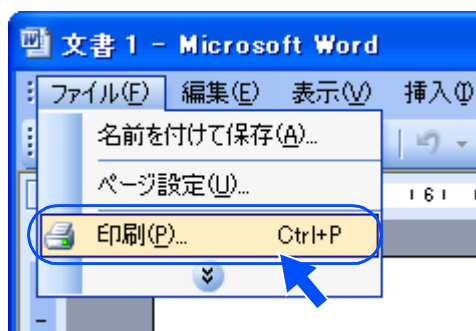 文書 1 - Microsoft Word
ファイル(F) 編集(E) 表示(V) 挿入(I
名前を付けて保存(A)...
ページ設定(U)...
6
印刷(P)... Ctrl+P